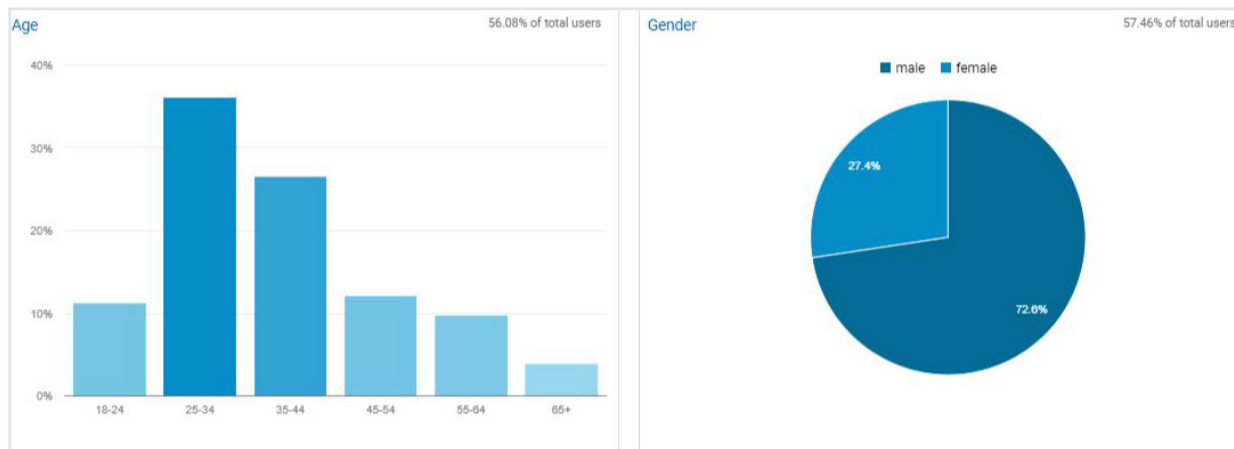 Age
56.08% of total users
40%
30%
20%
10%
0%
18-24
25-34
35-44
45-54
55-64
65+
Gender
57.46% of total users
male
female
27.4%
72.6%